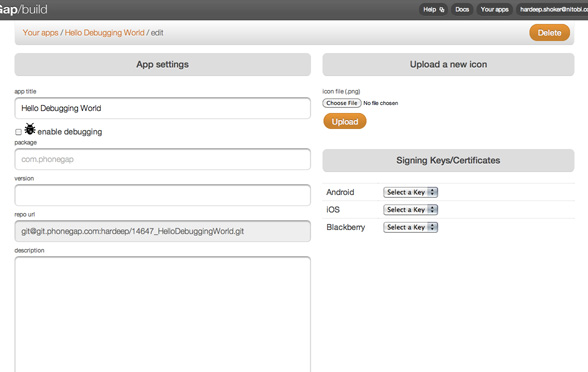 Gap/build
Help Docs Your apps hardeep.shoker@nitobi.c
Your apps / Hello Debugging World / edit
Delete
App settings
app title
Hello Debugging World
enable debugging
package
com.phonegap
version
repo url
git@git.phonegap.com:hardeep/14647_HelloDebuggingWorld.git
description
Upload a new icon
icon file (.png)
Choose File No file chosen
Upload
Signing Keys/Certificates
Android Select a Key
iOS Select a Key
Blackberry Select a Key